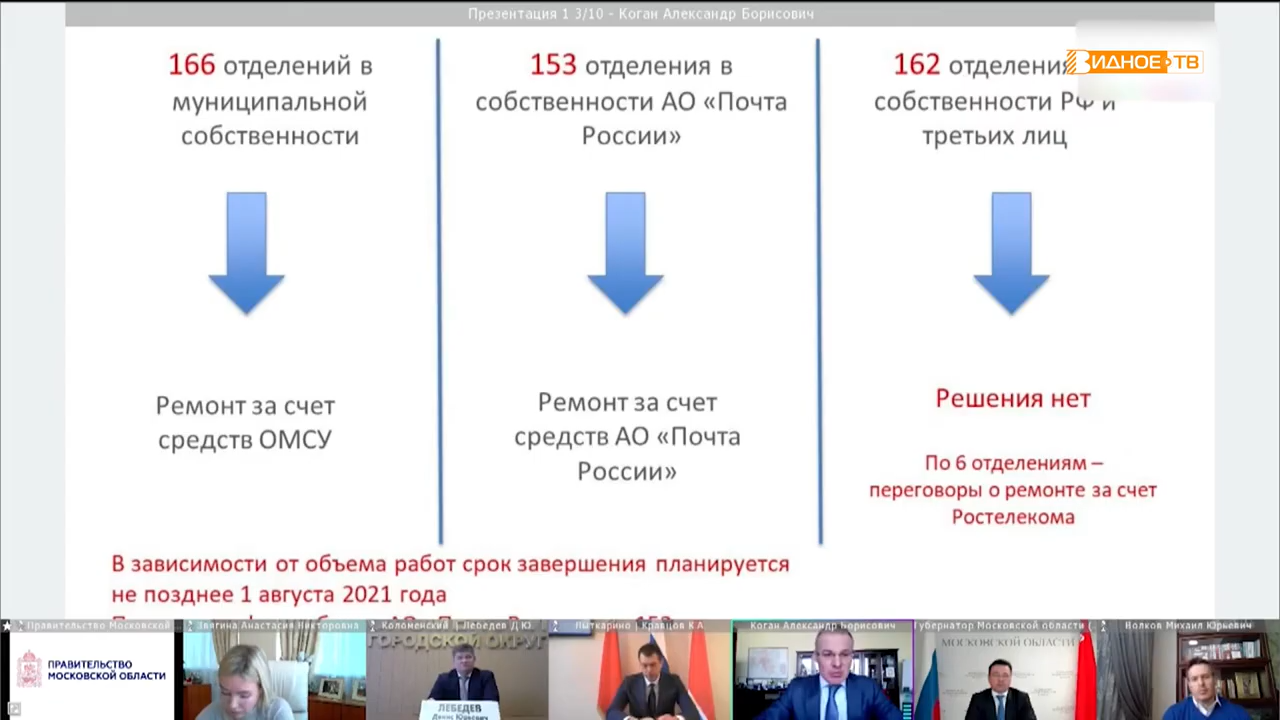 Презентация 1 3/10 - Коган Александр Борисович
ВИДНОЕ-ТВ
166 отделений в
муниципальной
собственности
153 отделения в
собственности АО «Почта
России»
162 отделения
собственности РФ и
третьих лиц
Ремонт за счет
средств ОМСУ
Ремонт за счет
средств АО «Почта
России»
Решения нет
По 6 отделениям –
переговоры о ремонте за счет
Ростелекома
В зависимости от объема работ срок завершения планируется
не позднее 1 августа 2021 года
Правительство Московской
Звягина Анастасия Викторовна
Коломенский | Лебедев Д.Ю.
Лыткарино | Кравцов К.А.
Коган Александр Борисович
Губернатор Московской области
Волков Михаил Юрьевич
ПРАВИТЕЛЬСТВО
МОСКОВСКОЙ ОБЛАСТИ
ГОРОДСКОЙ ОКРУГ
ЛЕБЕДЕВ
Денис Юрьевич
МОСКОВСКОЙ ОБЛАСТИ